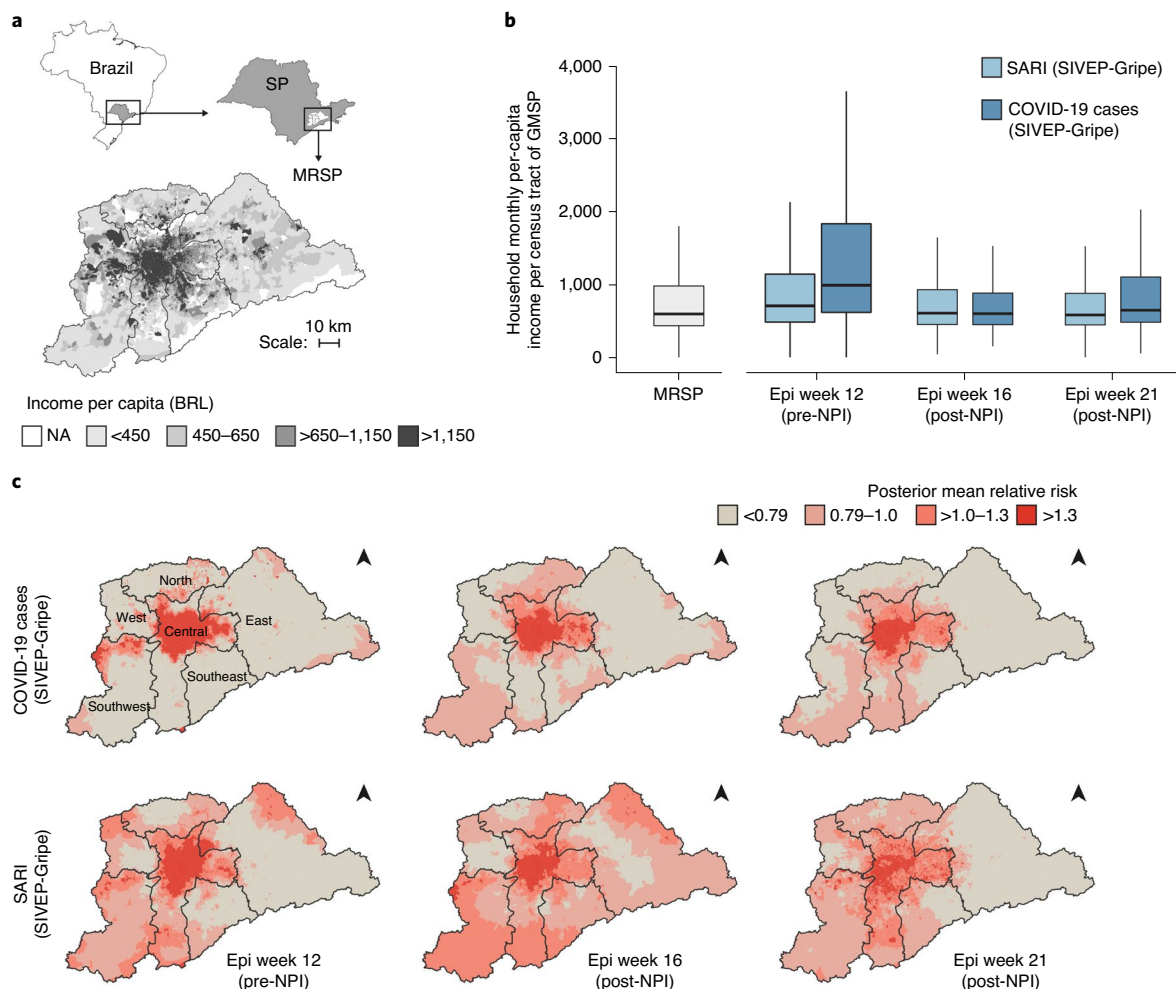 a
Brazil
SP
MRSP
10 km
Scale:
Income per capita (BRL)
NA <450 450–650 >650–1,150 >1,150
b
Household monthly per-capita
income per census tract of GMSP
4,000
3,000
2,000
1,000
0
SARI (SIVEP-Gripe)
COVID-19 cases
(SIVEP-Gripe)
MRSP
Epi week 12
(pre-NPI)
Epi week 16
(post-NPI)
Epi week 21
(post-NPI)
c
Posterior mean relative risk
<0.79 0.79–1.0 >1.0–1.3 >1.3
COVID-19 cases
(SIVEP-Gripe)
North
West
Central
East
Southeast
Southwest
SARI
(SIVEP-Gripe)
Epi week 12
(pre-NPI)
Epi week 16
(post-NPI)
Epi week 21
(post-NPI)